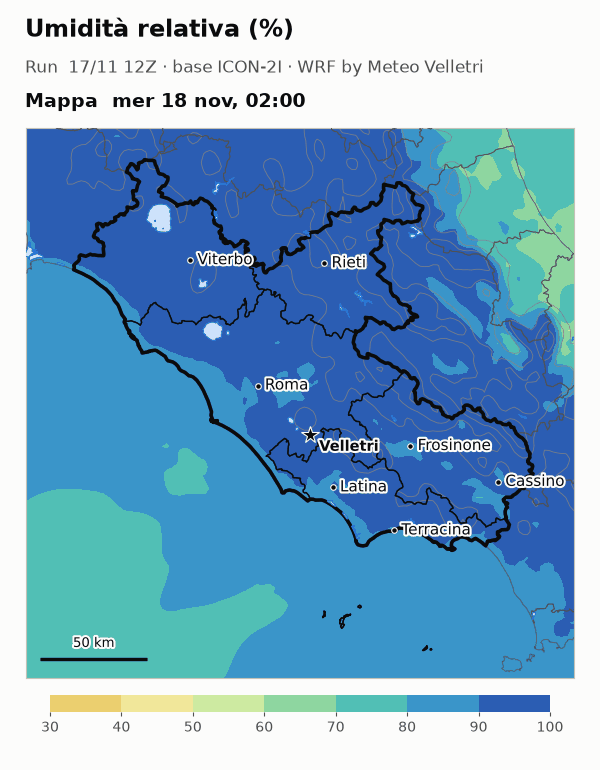 Umidità relativa (%)
Run  17/11 12Z · base ICON-2I · WRF by Meteo Velletri
Mappa  mer 18 nov, 02:00
Viterbo
Rieti
Roma
Velletri
Frosinone
Latina
Cassino
Terracina
50 km
30 40 50 60 70 80 90 100